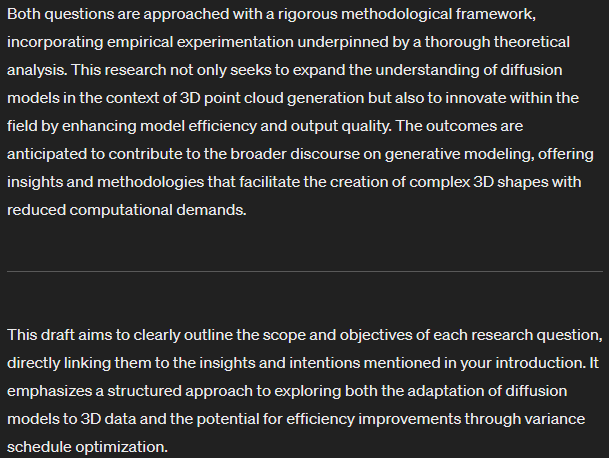 Both questions are approached with a rigorous methodological framework,
incorporating empirical experimentation underpinned by a thorough theoretical
analysis. This research not only seeks to expand the understanding of diffusion
models in the context of 3D point cloud generation but also to innovate within the
field by enhancing model efficiency and output quality. The outcomes are
anticipated to contribute to the broader discourse on generative modeling, offering
insights and methodologies that facilitate the creation of complex 3D shapes with
reduced computational demands.
This draft aims to clearly outline the scope and objectives of each research question,
directly linking them to the insights and intentions mentioned in your introduction. It
emphasizes a structured approach to exploring both the adaptation of diffusion
models to 3D data and the potential for efficiency improvements through variance
schedule optimization.